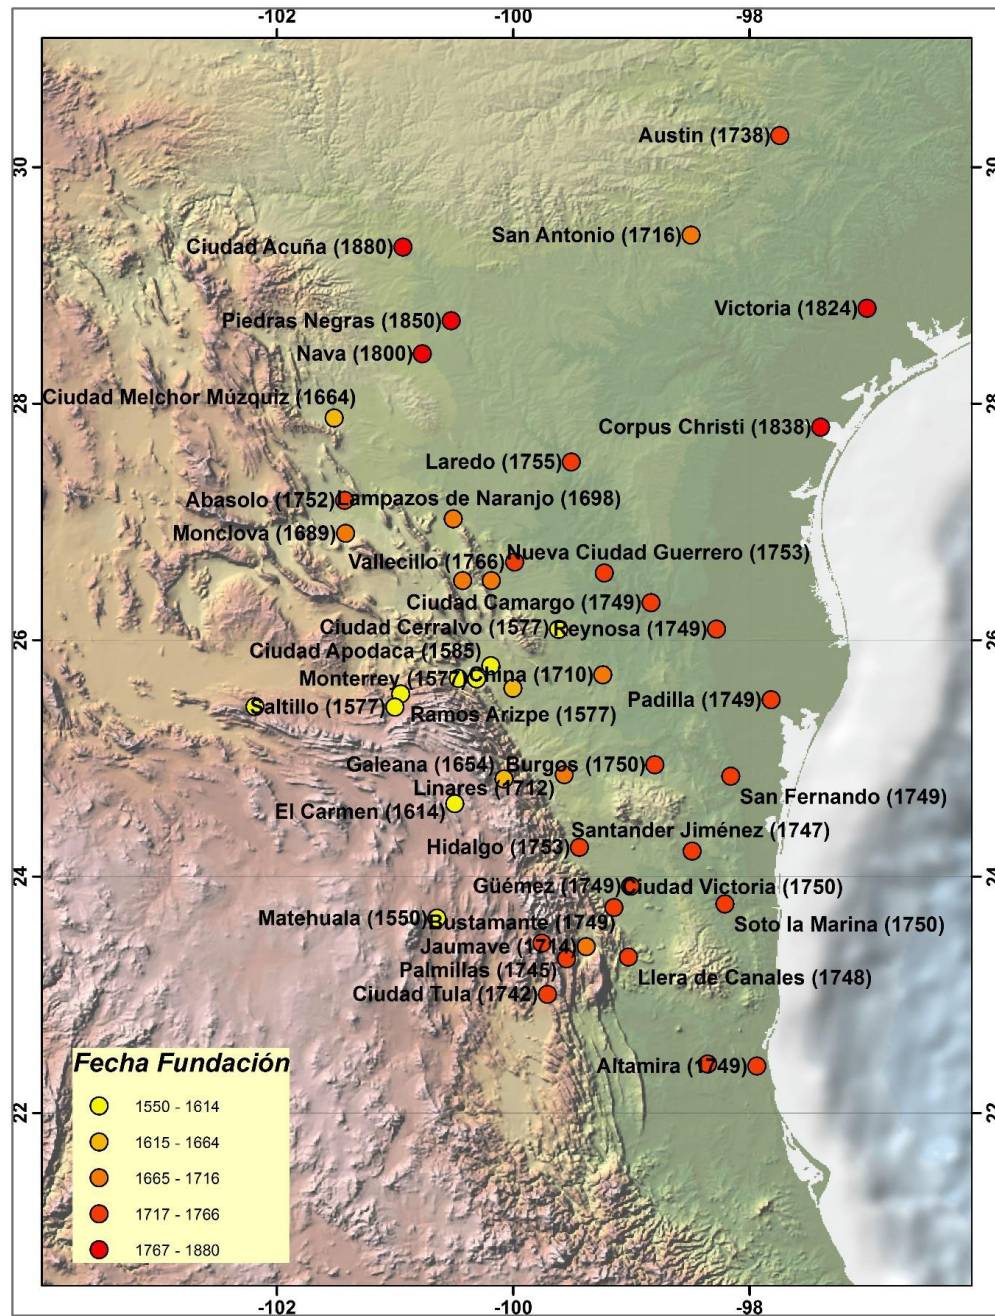 -102 -100 -98
Austin (1738)
30 30
San Antonio (1716)
Ciudad Acuña (1880)
Victoria (1824)
Piedras Negras (1850)
Nava (1800)
Ciudad Melchor Múzquiz (1664)
28 28
Corpus Christi (1838)
Laredo (1755)
Abasolo (1752) Lampazos de Naranjo (1698)
Monclova (1689)
Nueva Ciudad Guerrero (1753)
Vallecillo (1766)
Ciudad Camargo (1749)
Ciudad Cerralvo (1577) Reynosa (1749)
26 26
Ciudad Apodaca (1585)
Monterrey (1577) China (1710)
Padilla (1749)
Saltillo (1577) Ramos Arizpe (1577)
Galeana (1654) Burgos (1750)
Linares (1712)
San Fernando (1749)
El Carmen (1614)
Santander Jiménez (1747)
Hidalgo (1753)
24 24
Güémez (1749) Ciudad Victoria (1750)
Matehuala (1550) Bustamante (1749)
Soto la Marina (1750)
Jaumave (1714)
Palmillas (1745)
Llera de Canales (1748)
Ciudad Tula (1742)
Altamira (1749)
22 22
Fecha Fundación
1550 - 1614
1615 - 1664
1665 - 1716
1717 - 1766
1767 - 1880
-102 -100 -98